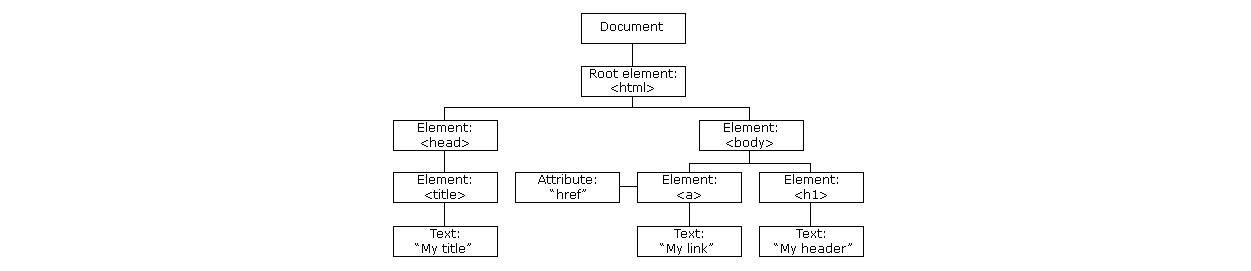 Document
Root element:
<html>
Element:
<head>
Element:
<body>
Element:
<title>
Attribute:
“href”
Element:
<a>
Element:
<h1>
Text:
“My title”
Text:
“My link”
Text:
“My header”